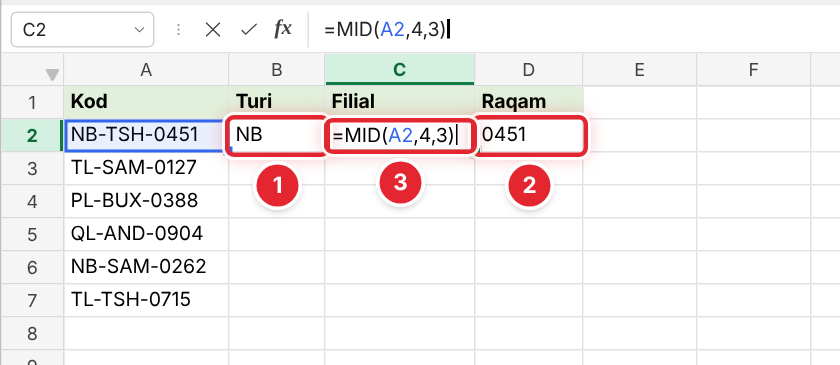 C2 fx =MID(A2,4,3)
A B C D E F
1 Kod Turi Filial Raqam
2 NB-TSH-0451 NB =MID(A2,4,3) 0451
1 3 2
3 TL-SAM-0127
4 PL-BUX-0388
5 QL-AND-0904
6 NB-SAM-0262
7 TL-TSH-0715
8
9